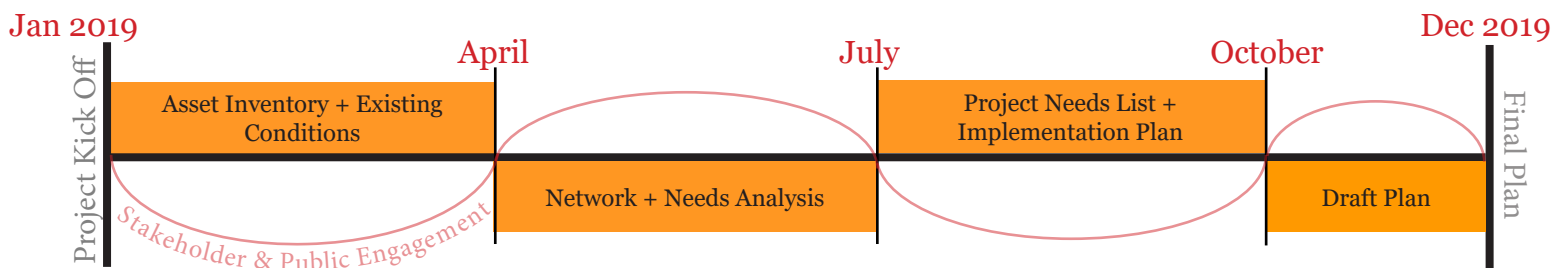 Jan 2019
April
July
October
Dec 2019
Project Kick Off
Asset Inventory + Existing
Conditions
Stakeholder & Public Engagement
Network + Needs Analysis
Project Needs List +
Implementation Plan
Draft Plan
Final Plan